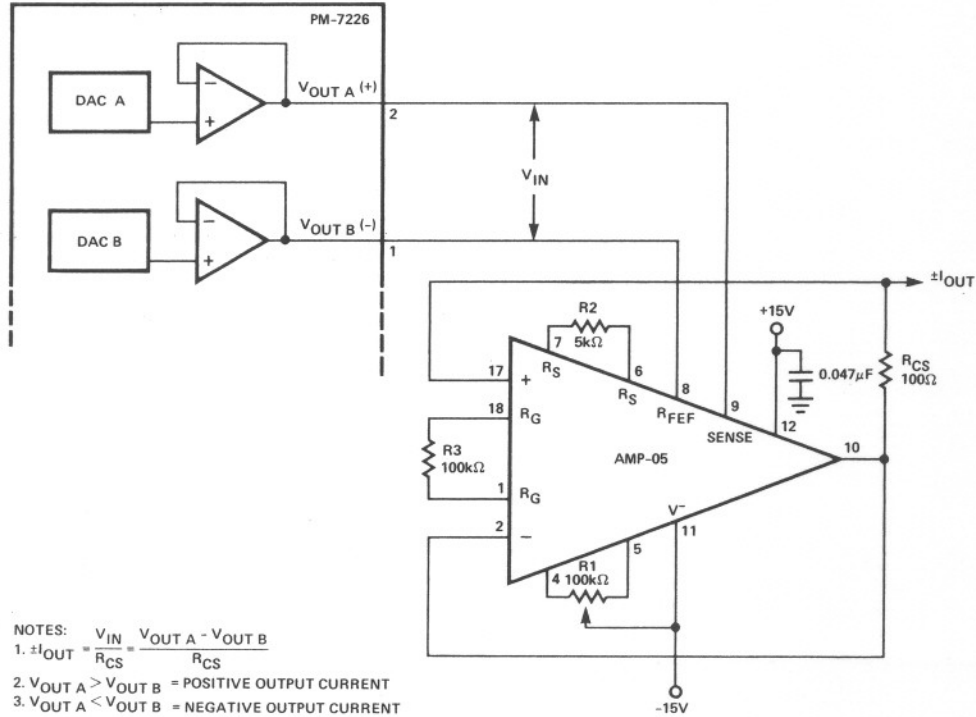 PM-7226
DAC A
−
+
VOUT A (+)
2
DAC B
−
+
VOUT B (−)
1
VIN
±IOUT
+15V
RCS
100Ω
0.047μF
R2
5kΩ
7
6
RS
RS
8
RFEF
9
SENSE
12
17
+
18
RG
R3
100kΩ
1
RG
2
−
AMP-05
10
V−
11
5
R1
4 100kΩ
-15V
NOTES:
1. ±IOUT = VIN / RCS = VOUT A - VOUT B / RCS
2. VOUT A > VOUT B = POSITIVE OUTPUT CURRENT
3. VOUT A < VOUT B = NEGATIVE OUTPUT CURRENT